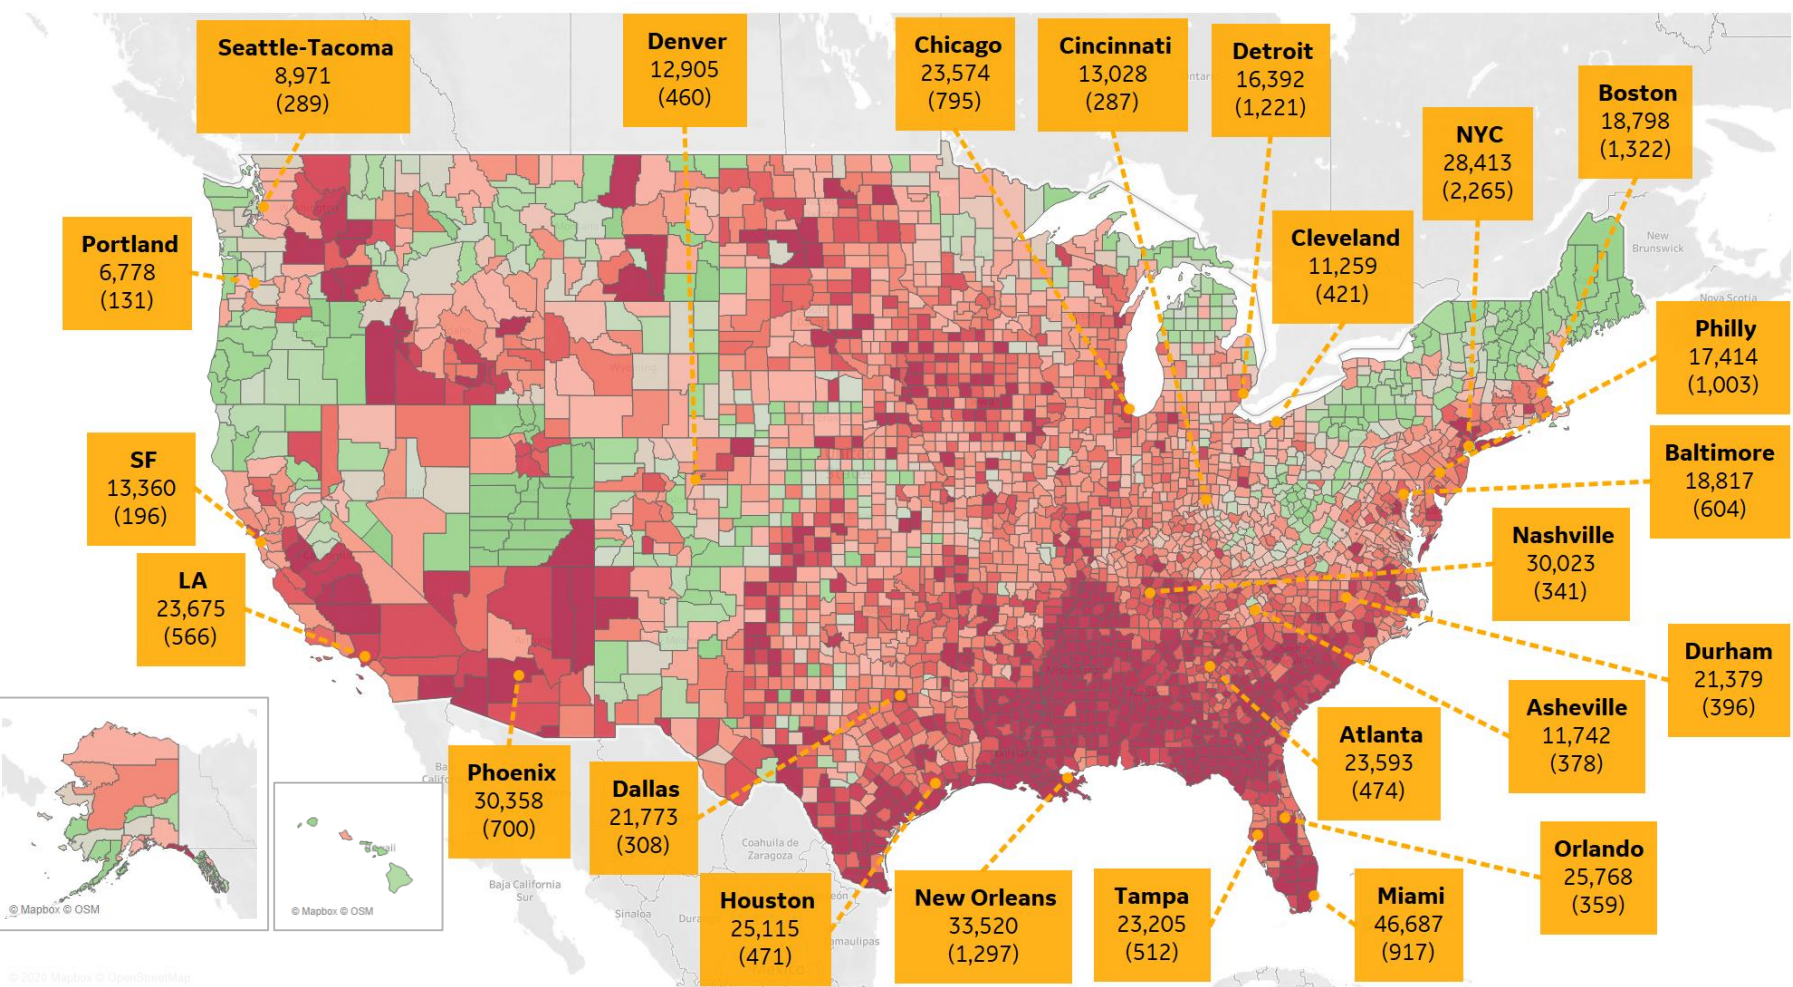 Seattle-Tacoma
8,971
(289)
Denver
12,905
(460)
Chicago
23,574
(795)
Cincinnati
13,028
(287)
Detroit
16,392
(1,221)
Boston
18,798
(1,322)
NYC
28,413
(2,265)
Portland
6,778
(131)
Cleveland
11,259
(421)
New
Brunswick
Nova Scotia
Philly
17,414
(1,003)
SF
13,360
(196)
Baltimore
18,817
(604)
Nashville
30,023
(341)
LA
23,675
(566)
Durham
21,379
(396)
Asheville
11,742
(378)
Atlanta
23,593
(474)
Phoenix
30,358
(700)
Dallas
21,773
(308)
Coahuila de
Zaragoza
Orlando
25,768
(359)
Houston
25,115
(471)
New Orleans
33,520
(1,297)
Tampa
23,205
(512)
Miami
46,687
(917)
Baja California
Sur
Sinaloa
© Mapbox © OSM
© Mapbox © OSM
© 2020 Mapbox © OpenStreetMap